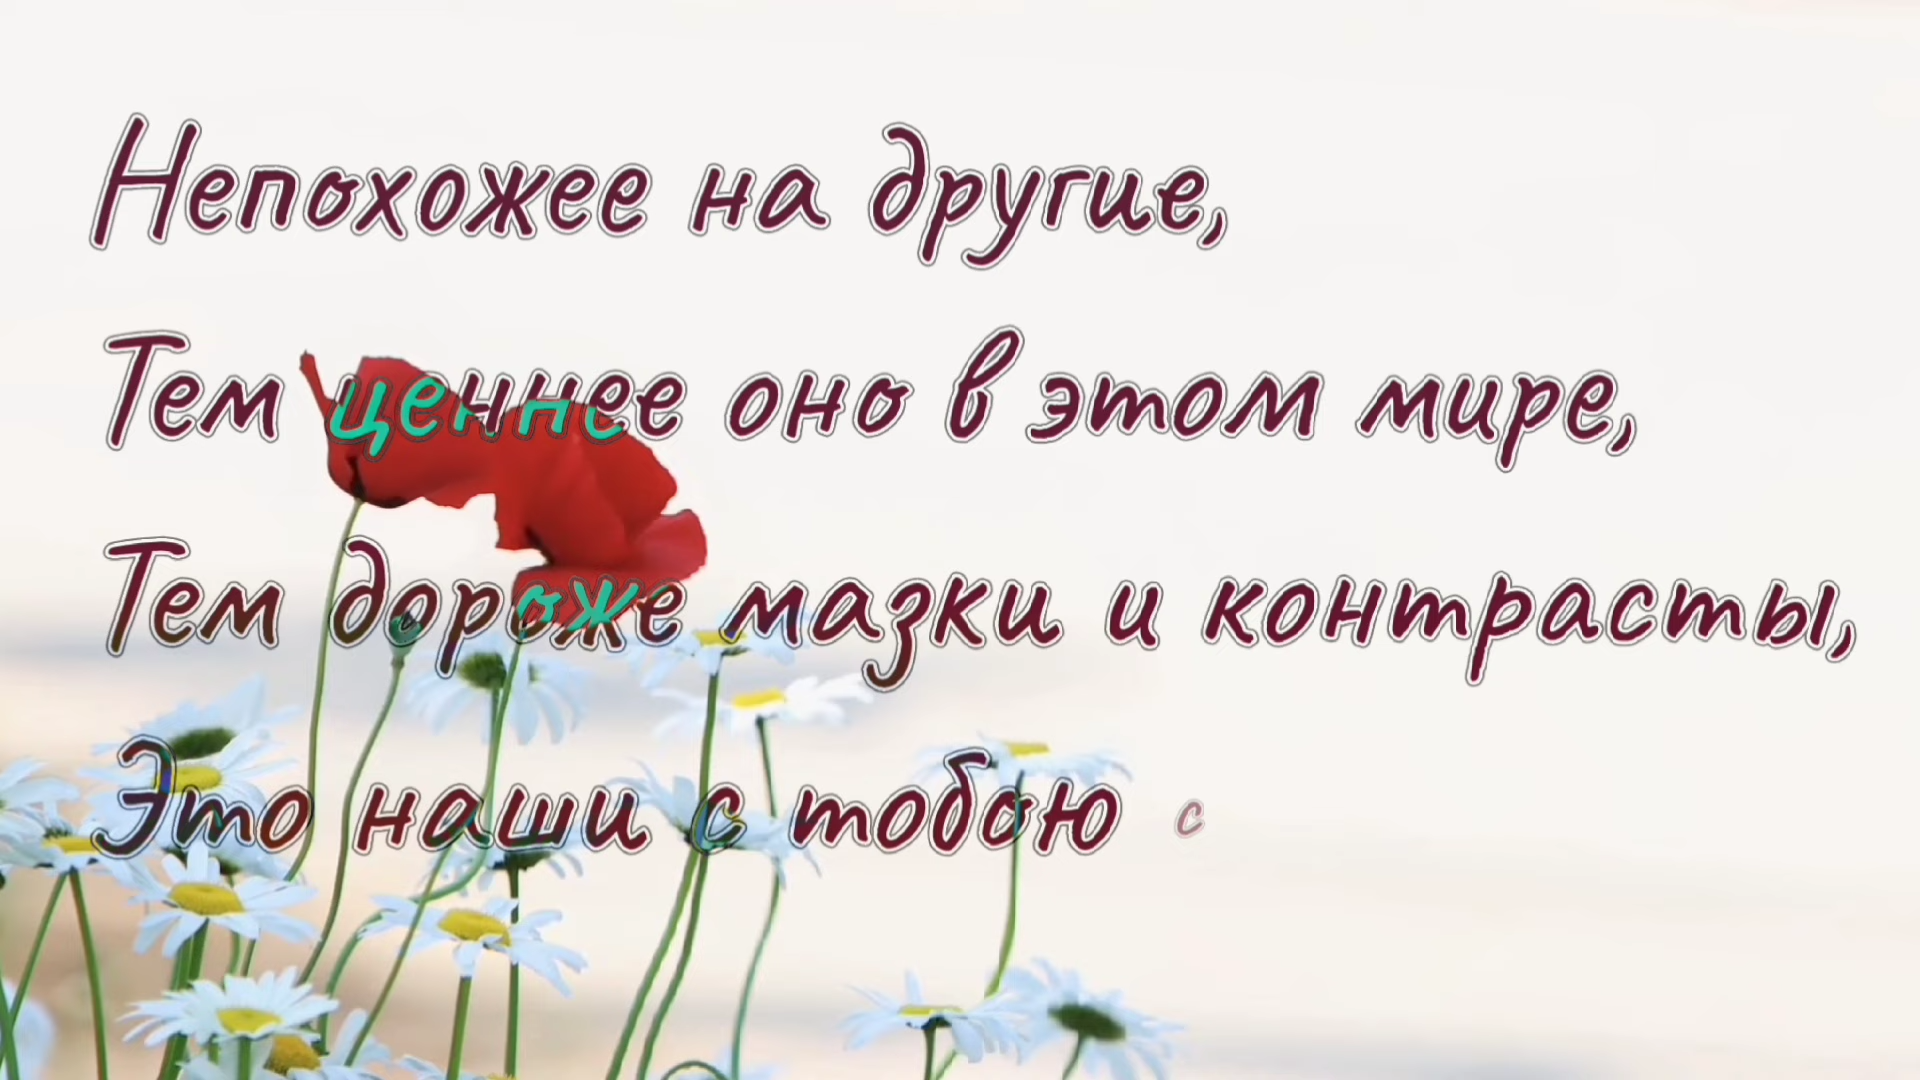 Непохожее на другие,
Тем ценнее оно в этом мире,
Тем дороже мазки и контрасты,
Это наши с тобою с